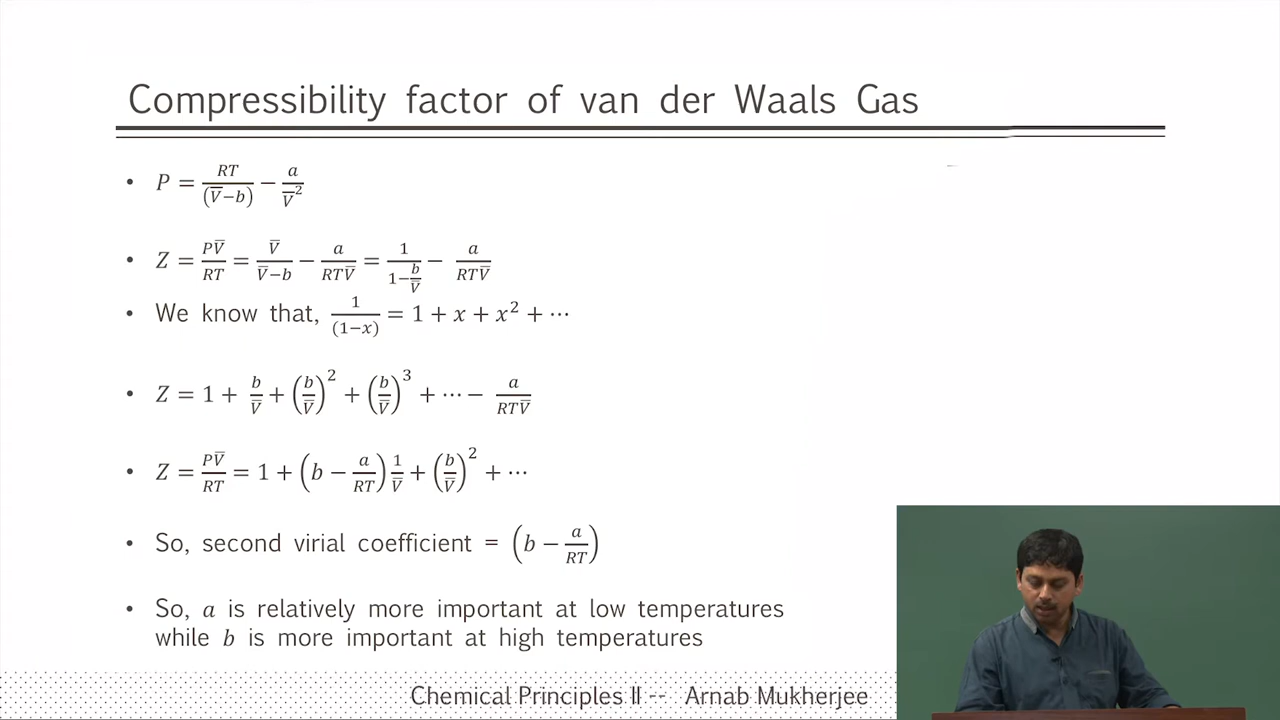 Compressibility factor of van der Waals Gas
• P = RT/(V̅−b) − a/V̅²
• Z = PV̅/RT = V̅/(V̅−b) − a/(RTV̅) = 1/(1−b/V̅) − a/(RTV̅)
• We know that, 1/(1−x) = 1 + x + x² + ⋯
• Z = 1 + b/V̅ + (b/V̅)² + (b/V̅)³ + ⋯ − a/(RTV̅)
• Z = PV̅/RT = 1 + (b − a/RT) 1/V̅ + (b/V̅)² + ⋯
• So, second virial coefficient = (b − a/RT)
• So, a is relatively more important at low temperatures
while b is more important at high temperatures
Chemical Principles II -- Arnab Mukherjee